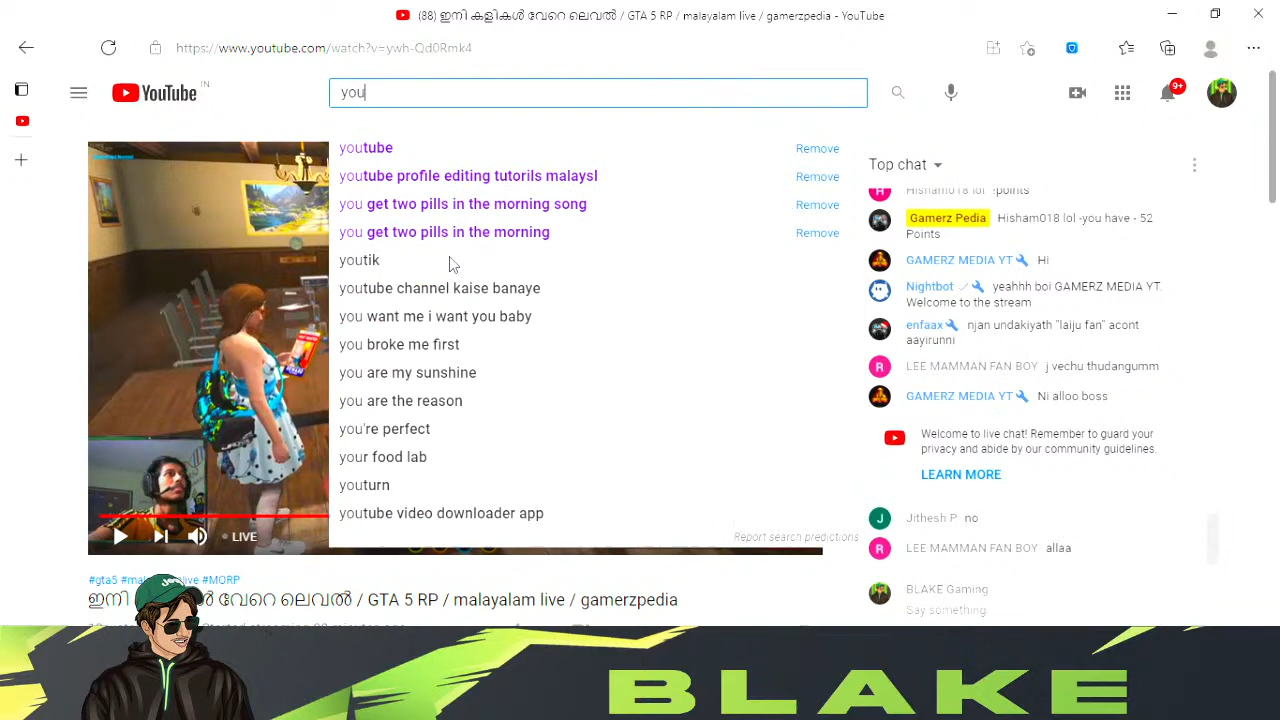 (88) ഇനി കളികൾ വേറെ ലെവൽ / GTA 5 RP / malayalam live / gamerzpedia - YouTube
https://www.youtube.com/watch?v=ywh-Qd0Rmk4
YouTube IN
you
9+
youtube Remove
youtube profile editing tutorils malaysl Remove
you get two pills in the morning song Remove
you get two pills in the morning Remove
youtik
youtube channel kaise banaye
you want me i want you baby
you broke me first
you are my sunshine
you are the reason
you're perfect
your food lab
youturn
youtube video downloader app
Report search predictions
LIVE
Top chat
Hisham018 lol -points
Gamerz Pedia Hisham018 lol -you have - 52
Points
GAMERZ MEDIA YT Hi
Nightbot yeahhh boi GAMERZ MEDIA YT.
Welcome to the stream
enfaax njan undakiyath "laiju fan" acont
aayirunni
LEE MAMMAN FAN BOY j vechu thudangumm
GAMERZ MEDIA YT Ni alloo boss
Welcome to live chat! Remember to guard your
privacy and abide by our community guidelines.
LEARN MORE
Jithesh P no
LEE MAMMAN FAN BOY allaa
BLAKE Gaming
Say something
#gta5 live #MORP
ഇനി വേറെ ലെവൽ / GTA 5 RP / malayalam live / gamerzpedia
BLAKE